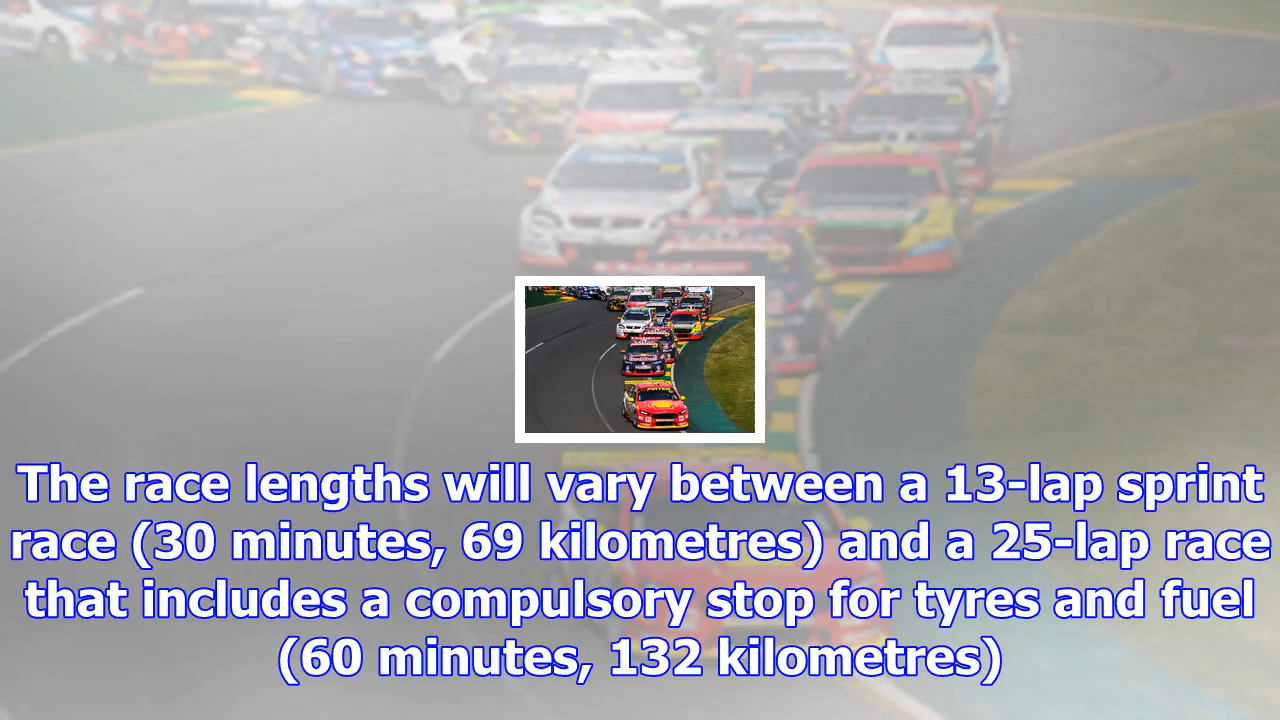 The race lengths will vary between a 13-lap sprint
race (30 minutes, 69 kilometres) and a 25-lap race
that includes a compulsory stop for tyres and fuel
(60 minutes, 132 kilometres)